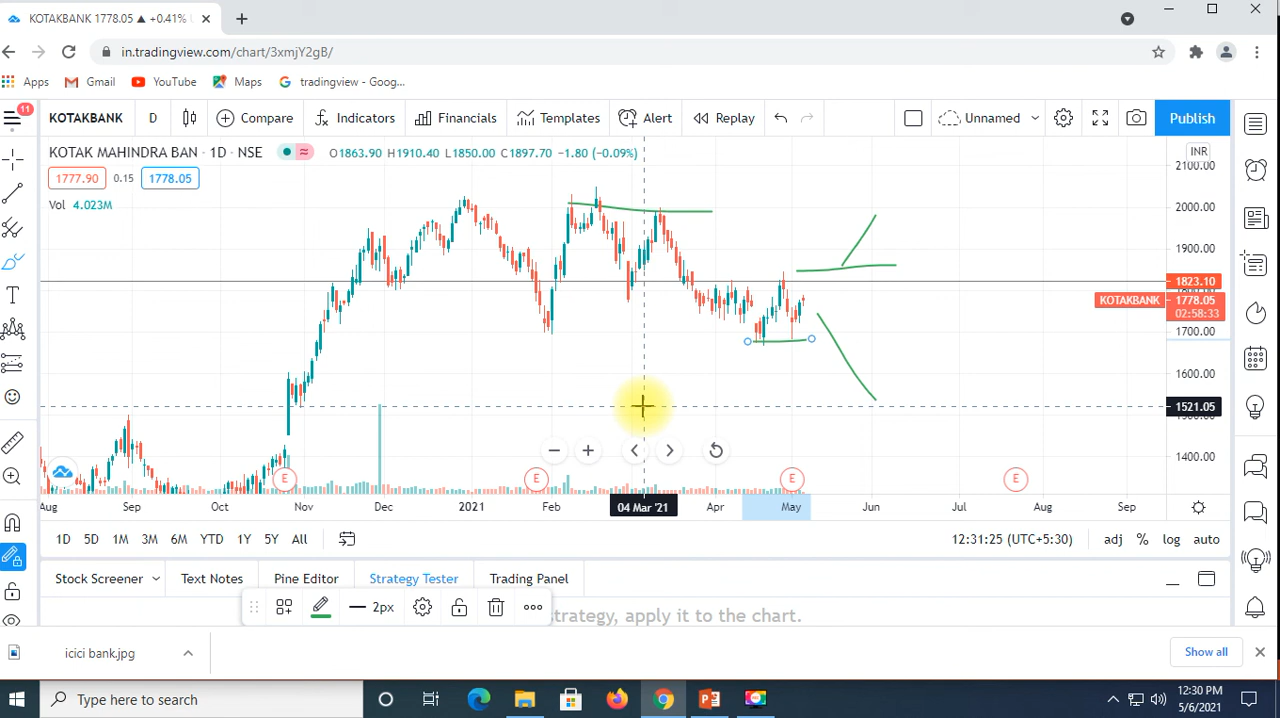 KOTAKBANK 1778.05 ▲ +0.41%
in.tradingview.com/chart/3xmjY2gB/
Apps Gmail YouTube Maps tradingview - Goog...
11
KOTAKBANK D Compare Indicators Financials Templates Alert Replay Unnamed Publish
KOTAK MAHINDRA BAN · 1D · NSE O1863.90 H1910.40 L1850.00 C1897.70 -1.80 (-0.09%)
INR
1777.90 0.15 1778.05
Vol 4.023M
2100.00
2000.00
1900.00
1823.10
KOTAKBANK 1778.05
02:58:33
1700.00
1600.00
1521.05
1400.00
E E E E
Aug Sep Oct Nov Dec 2021 Feb 04 Mar '21 Apr May Jun Jul Aug Sep
1D 5D 1M 3M 6M YTD 1Y 5Y All 12:31:25 (UTC+5:30) adj % log auto
Stock Screener Text Notes Pine Editor Strategy Tester Trading Panel
2px
strategy, apply it to the chart.
icici bank.jpg Show all
Type here to search
12:30 PM
5/6/2021